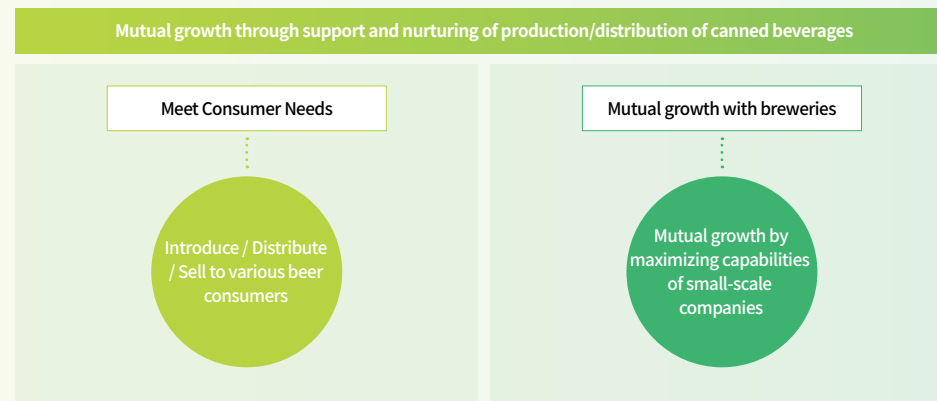 Mutual growth through support and nurturing of production/distribution of canned beverages
Meet Consumer Needs
Introduce / Distribute
/ Sell to various beer
consumers
Mutual growth with breweries
Mutual growth by
maximizing capabilities
of small-scale
companies